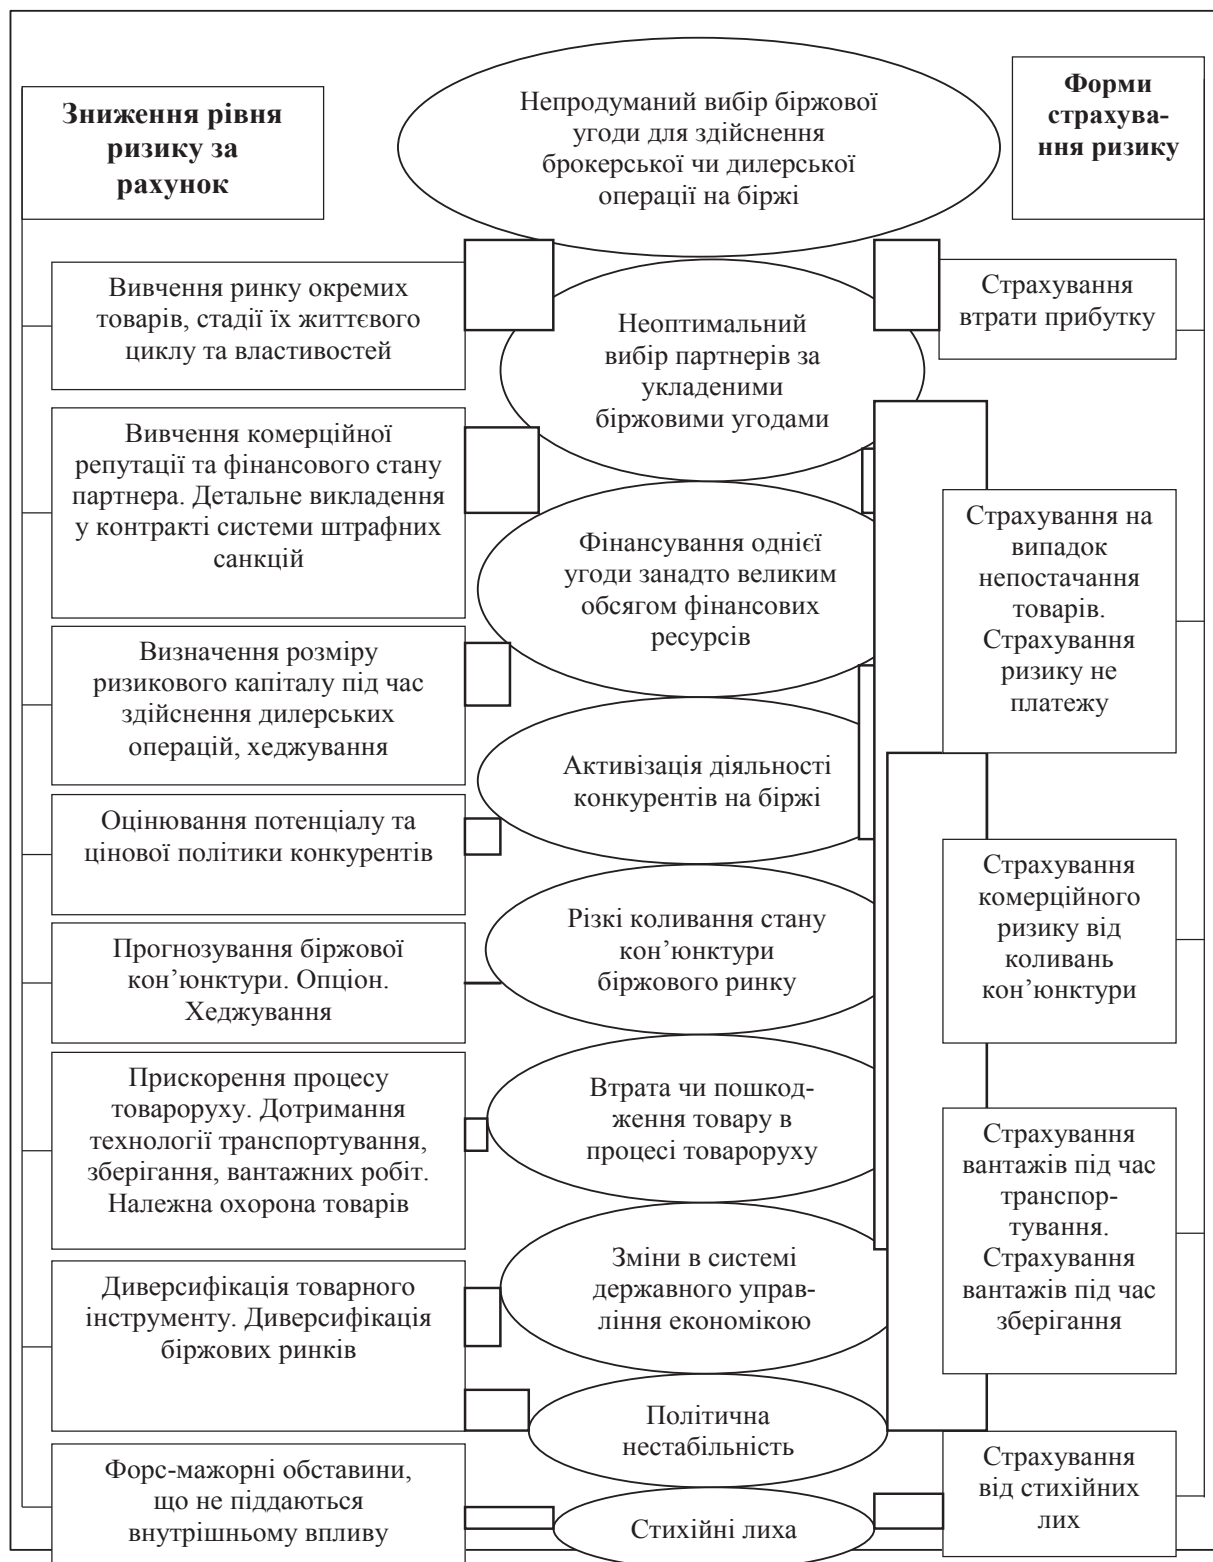 Зниження рівня
ризику за
рахунок
Непродуманий вибір біржової
угоди для здійснення
брокерської чи дилерської
операції на біржі
Форми
страхува-
ння ризику
Вивчення ринку окремих
товарів, стадії їх життєвого
циклу та властивостей
Неоптимальний
вибір партнерів за
укладеними
біржовими угодами
Страхування
втрати прибутку
Вивчення комерційної
репутації та фінансового стану
партнера. Детальне викладення
у контракті системи штрафних
санкцій
Фінансування однієї
угоди занадто великим
обсягом фінансових
ресурсів
Страхування на
випадок
непостачання
товарів.
Страхування
ризику не
платежу
Визначення розміру
ризикового капіталу під час
здійснення дилерських
операцій, хеджування
Активізація діяльності
конкурентів на біржі
Оцінювання потенціалу та
цінової політики конкурентів
Різкі коливання стану
кон’юнктури
біржового ринку
Страхування
комерційного
ризику від
коливань
кон’юнктури
Прогнозування біржової
кон’юнктури. Опціон.
Хеджування
Втрата чи пошкод-
ження товару в
процесі товароруху
Прискорення процесу
товароруху. Дотримання
технології транспортування,
зберігання, вантажних робіт.
Належна охорона товарів
Страхування
вантажів під час
транспор-
тування.
Страхування
вантажів під час
зберігання
Зміни в системі
державного управ-
ління економікою
Диверсифікація товарного
інструменту. Диверсифікація
біржових ринків
Політична
нестабільність
Форс-мажорні обставини,
що не піддаються
внутрішньому впливу
Стихійні лиха
Страхування
від стихійних
лих